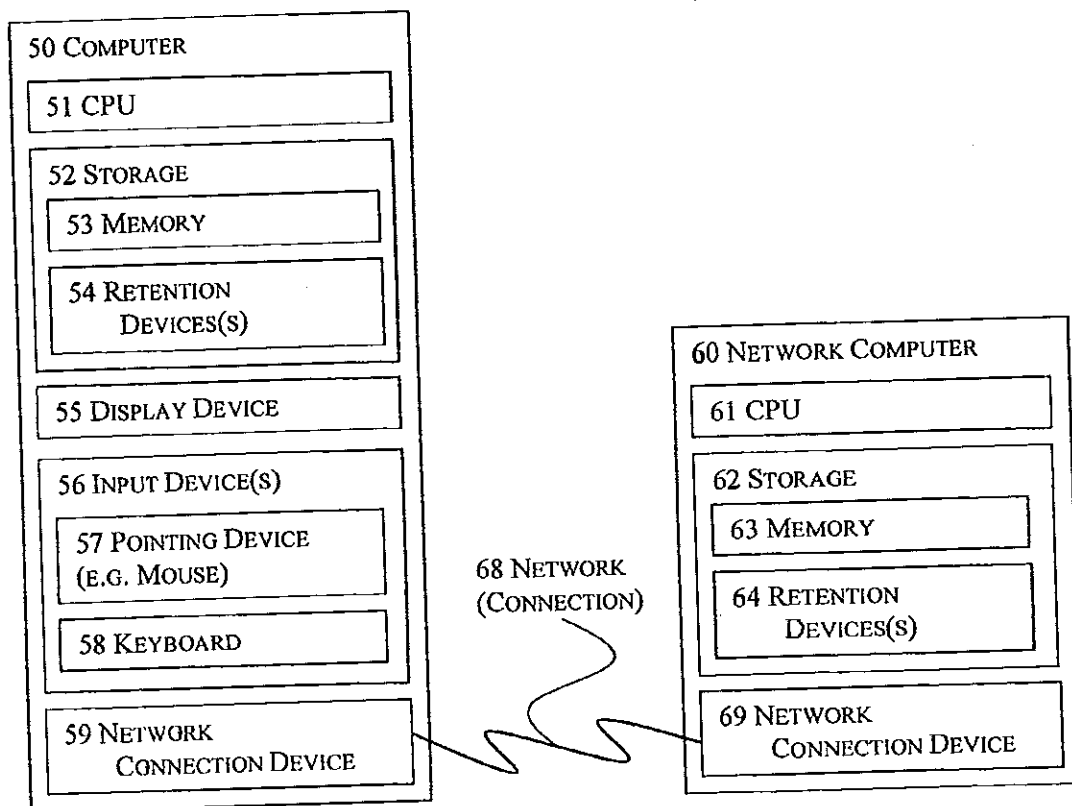 50 COMPUTER
51 CPU
52 STORAGE
53 MEMORY
54 RETENTION
DEVICES(S)
55 DISPLAY DEVICE
56 INPUT DEVICE(S)
57 POINTING DEVICE
(E.G. MOUSE)
58 KEYBOARD
59 NETWORK
CONNECTION DEVICE
68 NETWORK
(CONNECTION)
60 NETWORK COMPUTER
61 CPU
62 STORAGE
63 MEMORY
64 RETENTION
DEVICES(S)
69 NETWORK
CONNECTION DEVICE